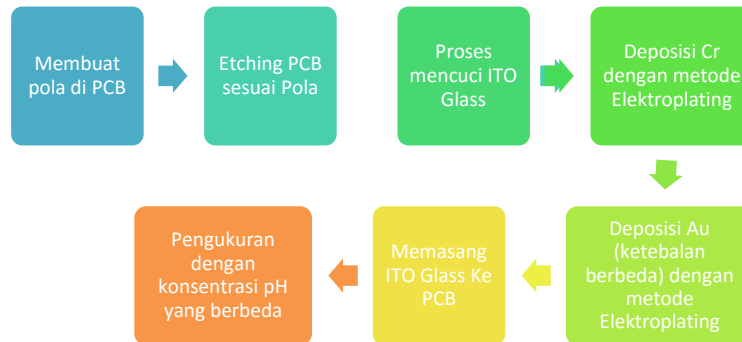 Membuat
pola di PCB
Etching PCB
sesuai Pola
Proses
mencuci ITO
Glass
Deposisi Cr
dengan metode
Elektroplating
Deposisi Au
(ketebalan
berbeda) dengan
metode
Elektroplating
Memasang
ITO Glass Ke
PCB
Pengukuran
dengan
konsentrasi pH
yang berbeda